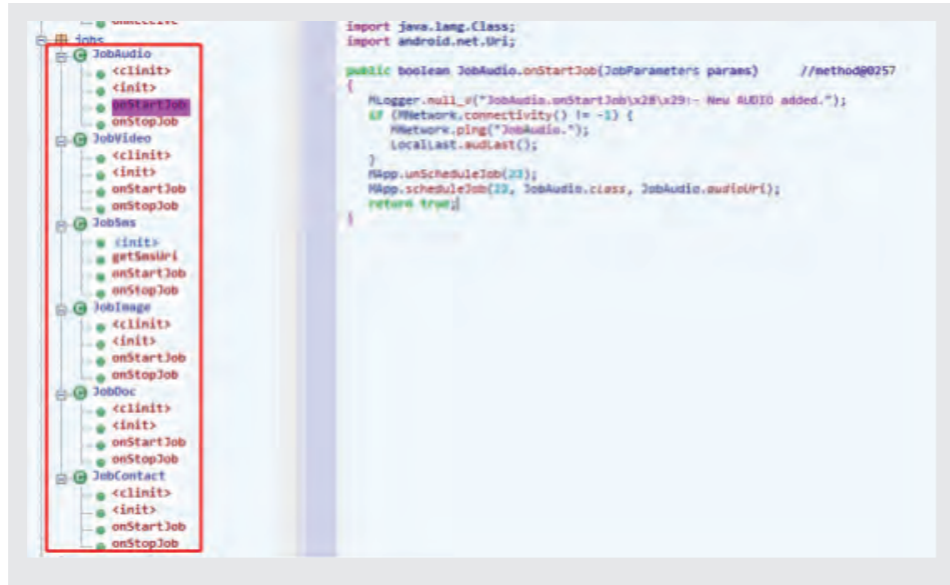 onReceive
jobs
JobAudio
<clinit>
<init>
onStartJob
onStopJob
JobVideo
<clinit>
<init>
onStartJob
onStopJob
JobSms
<init>
getSmsUri
onStartJob
onStopJob
JobImage
<clinit>
<init>
onStartJob
onStopJob
JobDoc
<clinit>
<init>
onStartJob
onStopJob
JobContact
<clinit>
<init>
onStartJob
onStopJob
import java.lang.Class;
import android.net.Uri;
public boolean JobAudio.onStartJob(JobParameters params) //method@0257
{
MLogger.null_v("JobAudio.onStartJob\x28\x29:- New AUDIO added.");
if (MNetwork.connectivity() != -1) {
MNetwork.ping("JobAudio.");
LocalLast.audLast();
}
MApp.unScheduleJob(23);
MApp.scheduleJob(23, JobAudio.class, JobAudio.audioUri();
return true;
}